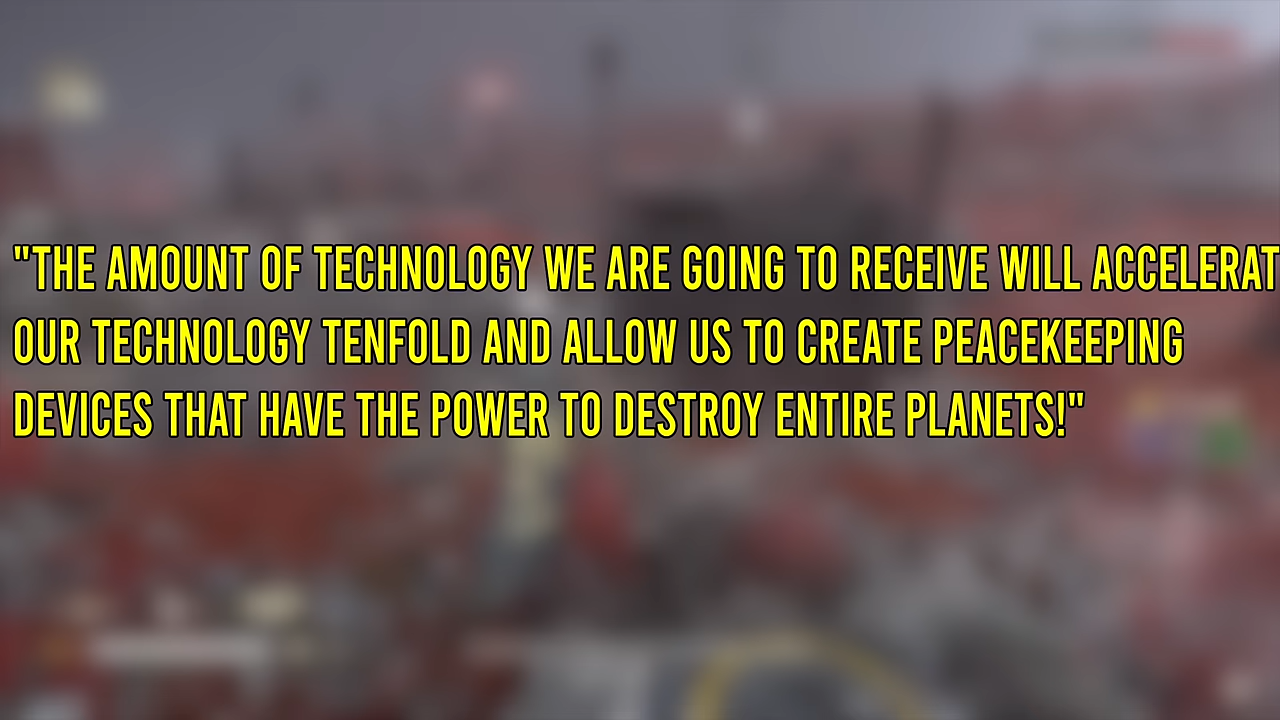 "THE AMOUNT OF TECHNOLOGY WE ARE GOING TO RECEIVE WILL ACCELERAT
OUR TECHNOLOGY TENFOLD AND ALLOW US TO CREATE PEACEKEEPING
DEVICES THAT HAVE THE POWER TO DESTROY ENTIRE PLANETS!"